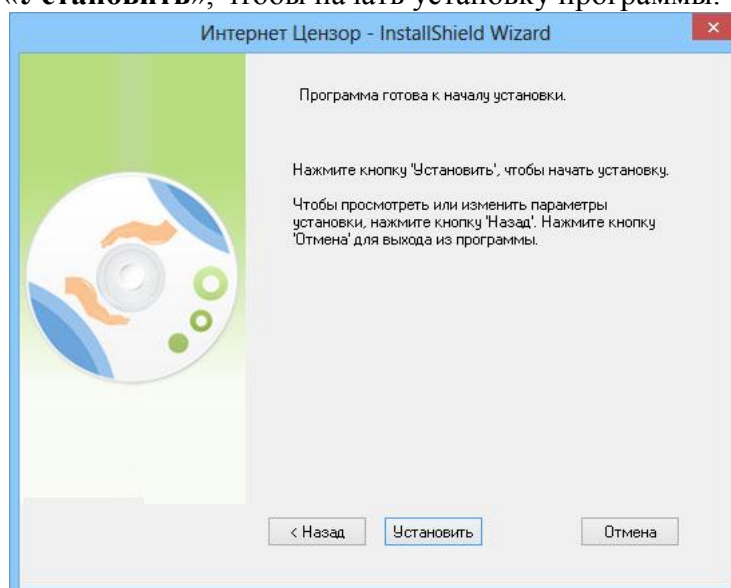 «Установить», чтобы начать установку программы.
Интернет Цензор - InstallShield Wizard
Программа готова к началу установки.
Нажмите кнопку 'Установить', чтобы начать установку.
Чтобы просмотреть или изменить параметры
установки, нажмите кнопку 'Назад'. Нажмите кнопку
'Отмена' для выхода из программы.
< Назад Установить Отмена